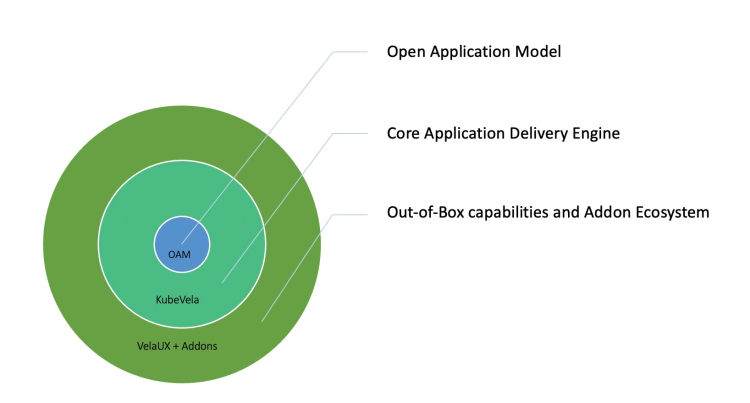 Open Application Model
Core Application Delivery Engine
Out-of-Box capabilities and Addon Ecosystem
OAM
KubeVela
VelaUX + Addons